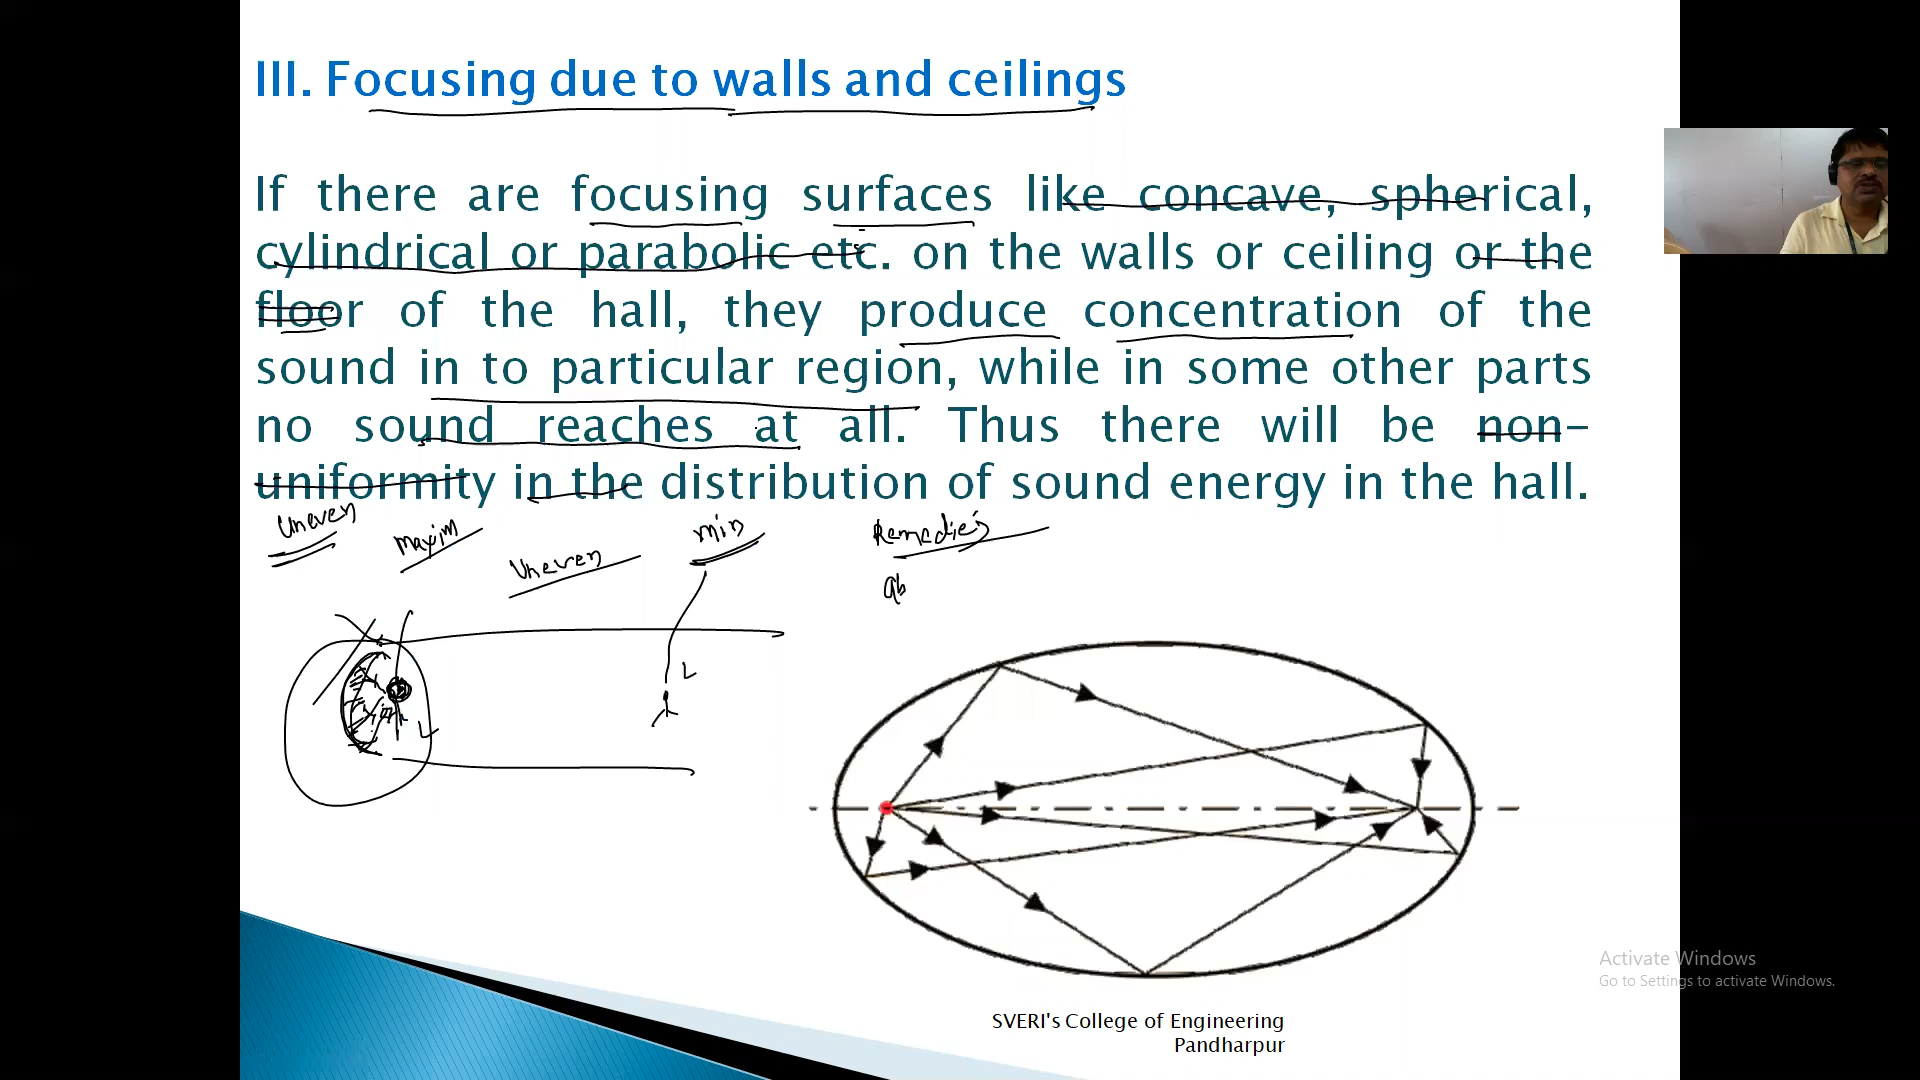 III. Focusing due to walls and ceilings
If there are focusing surfaces like concave, spherical,
cylindrical or parabolic etc. on the walls or ceiling or the
floor of the hall, they produce concentration of the
sound in to particular region, while in some other parts
no sound reaches at all. Thus there will be non-
uniformity in the distribution of sound energy in the hall.
Uneven
Maxim
Uneven
Min
Remedies
ab
L
L
Activate Windows
Go to Settings to activate Windows.
SVERI's College of Engineering
Pandharpur